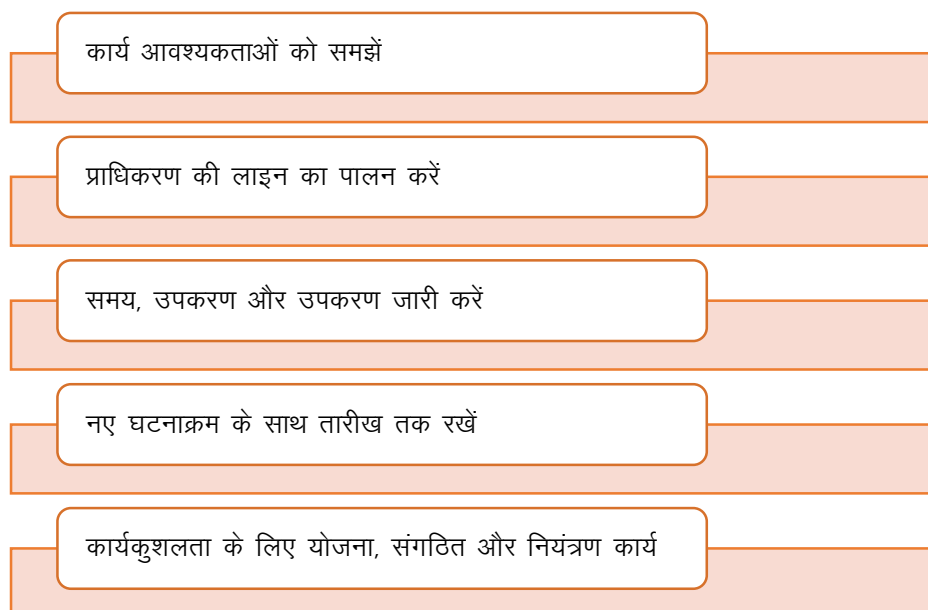 कार्य आवश्यकताओं को समझें
प्राधिकरण की लाइन का पालन करें
समय, उपकरण और उपकरण जारी करें
नए घटनाक्रम के साथ तारीख तक रखें
कार्यकुशलता के लिए योजना, संगठित और नियंत्रण कार्य